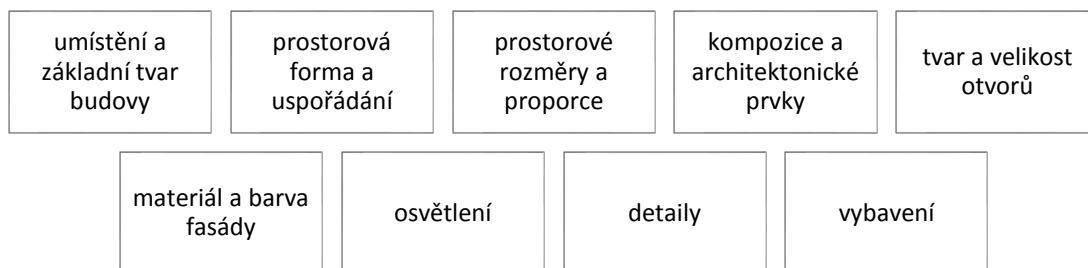 umístění a
základní tvar
budovy
prostorová
forma a
uspořádání
prostorové
rozměry a
proporce
kompozice a
architektonické
prvky
tvar a velikost
otvorů
materiál a barva
fasády
osvětlení
detaily
vybavení